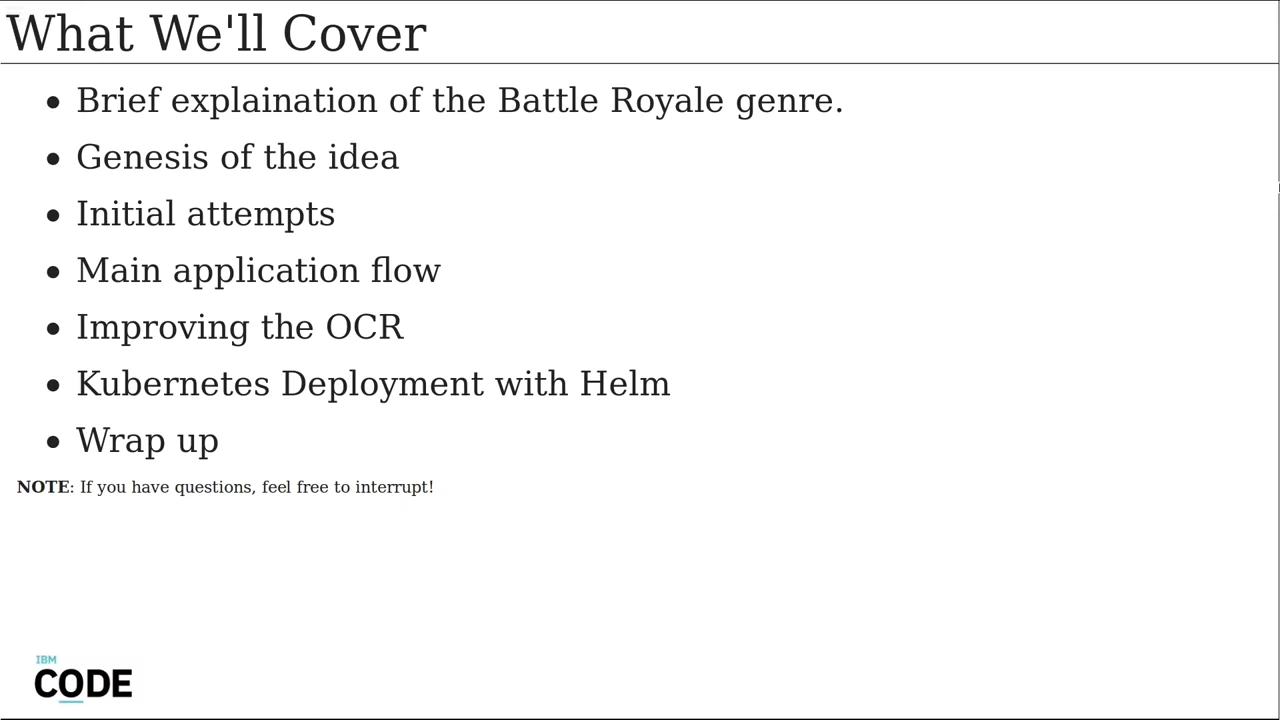 What We'll Cover
• Brief explaination of the Battle Royale genre.
• Genesis of the idea
• Initial attempts
• Main application flow
• Improving the OCR
• Kubernetes Deployment with Helm
• Wrap up
NOTE: If you have questions, feel free to interrupt!
IBM
CODE